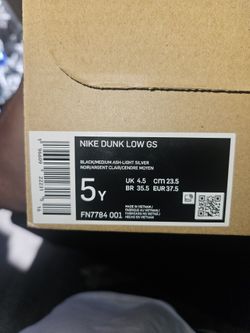 NIKE DUNK LOW GS
BLACK/MEDIUM ASH-LIGHT SILVER
NOIR/ARGENT CLAIR/CENDRE MOYEN
5 Y
UK 4.5 CM 23.5
BR 35.5 EUR 37.5
FN7784 001
MADE IN VIETNAM